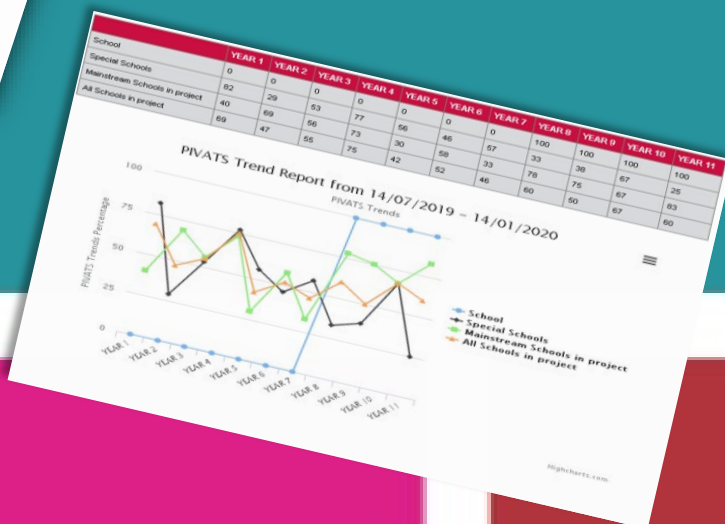 YEAR 1 YEAR 2 YEAR 3 YEAR 4 YEAR 5 YEAR 6 YEAR 7 YEAR 8 YEAR 9 YEAR 10 YEAR 11
School 0 0 0 0 0 0 0 100 100 100 100
Special Schools 82 29 53 77 56 46 57 33 38 67 25
Mainstream Schools in project 40 69 56 73 30 58 33 78 75 67 83
All Schools in project 69 47 55 75 42 52 46 60 50 67 60
PIVATS Trend Report from 14/07/2019 - 14/01/2020
PIVATS Trends
PIVATS Trends Percentage
100
75
50
25
0
YEAR 1 YEAR 2 YEAR 3 YEAR 4 YEAR 5 YEAR 6 YEAR 7 YEAR 8 YEAR 9 YEAR 10 YEAR 11
School
Special Schools
Mainstream Schools in project
All Schools in project
Highcharts.com